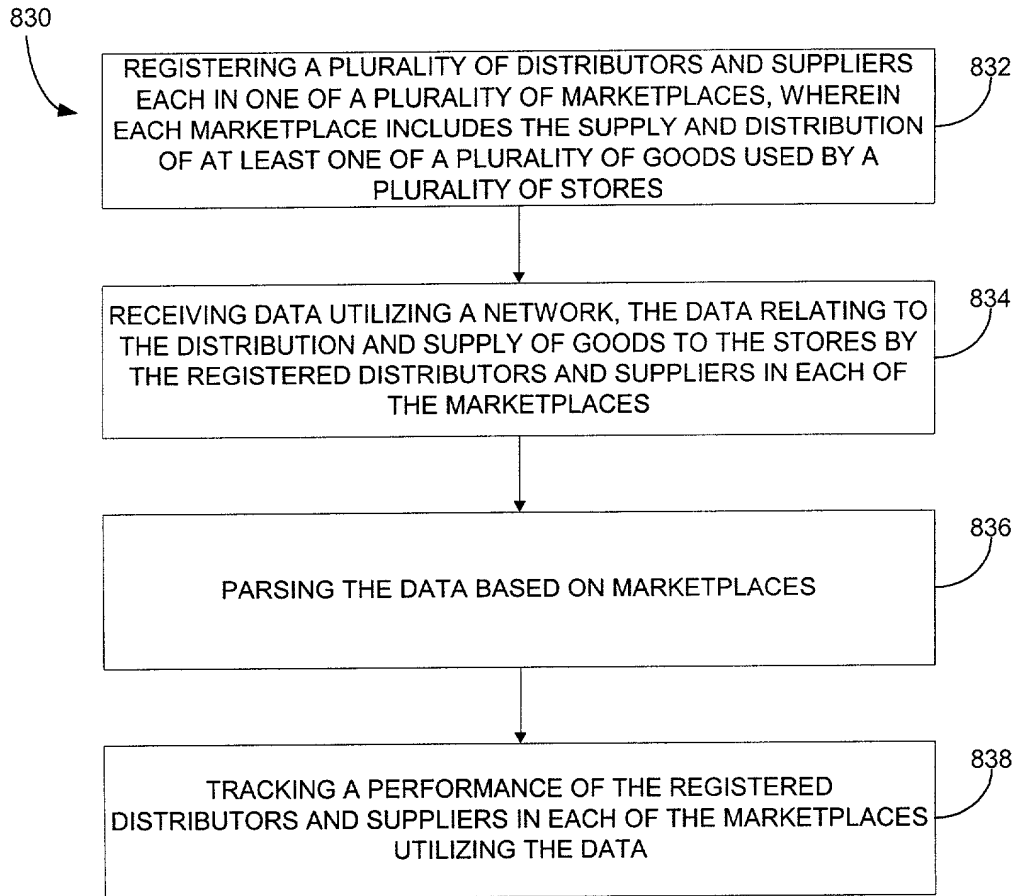 830
REGISTERING A PLURALITY OF DISTRIBUTORS AND SUPPLIERS
EACH IN ONE OF A PLURALITY OF MARKETPLACES, WHEREIN
EACH MARKETPLACE INCLUDES THE SUPPLY AND DISTRIBUTION
OF AT LEAST ONE OF A PLURALITY OF GOODS USED BY A
PLURALITY OF STORES
832
RECEIVING DATA UTILIZING A NETWORK, THE DATA RELATING TO
THE DISTRIBUTION AND SUPPLY OF GOODS TO THE STORES BY
THE REGISTERED DISTRIBUTORS AND SUPPLIERS IN EACH OF
THE MARKETPLACES
834
PARSING THE DATA BASED ON MARKETPLACES
836
TRACKING A PERFORMANCE OF THE REGISTERED
DISTRIBUTORS AND SUPPLIERS IN EACH OF THE MARKETPLACES
UTILIZING THE DATA
838